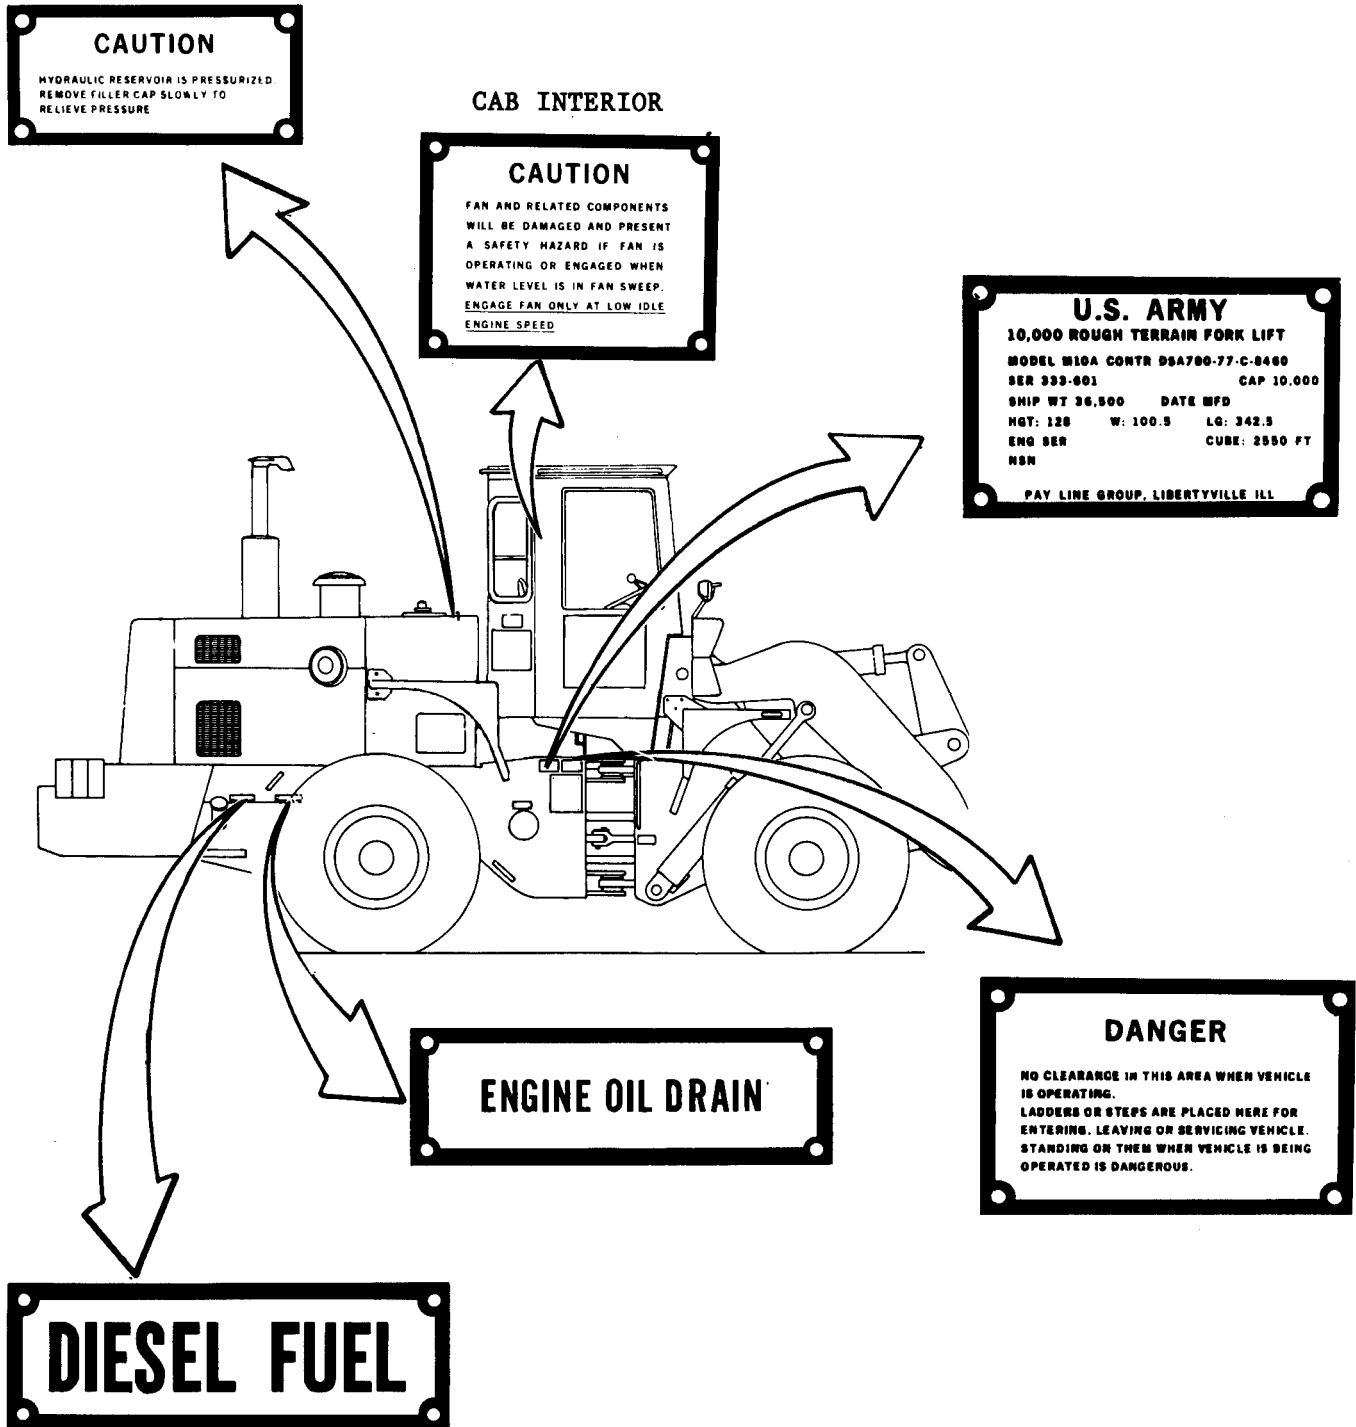 CAUTION
HYDRAULIC RESERVOIR IS PRESSURIZED.
REMOVE FILLER CAP SLOWLY TO
RELIEVE PRESSURE
CAB INTERIOR
CAUTION
FAN AND RELATED COMPONENTS
WILL BE DAMAGED AND PRESENT
A SAFETY HAZARD IF FAN IS
OPERATING OR ENGAGED WHEN
WATER LEVEL IS IN FAN SWEEP.
ENGAGE FAN ONLY AT LOW IDLE
ENGINE SPEED
U.S. ARMY
10,000 ROUGH TERRAIN FORK LIFT
MODEL M10A CONTR DSA700-77-C-8460
SER 333-601 CAP 10.000
SHIP WT 36,500 DATE MFD
HGT: 128 W: 100.5 LG: 342.5
ENG SER CUBE: 2550 FT
NSN
PAY LINE GROUP, LIBERTYVILLE ILL
DANGER
NO CLEARANCE IN THIS AREA WHEN VEHICLE
IS OPERATING.
LADDERS OR STEPS ARE PLACED HERE FOR
ENTERING, LEAVING OR SERVICING VEHICLE.
STANDING ON THEM WHEN VEHICLE IS BEING
OPERATED IS DANGEROUS.
ENGINE OIL DRAIN
DIESEL FUEL